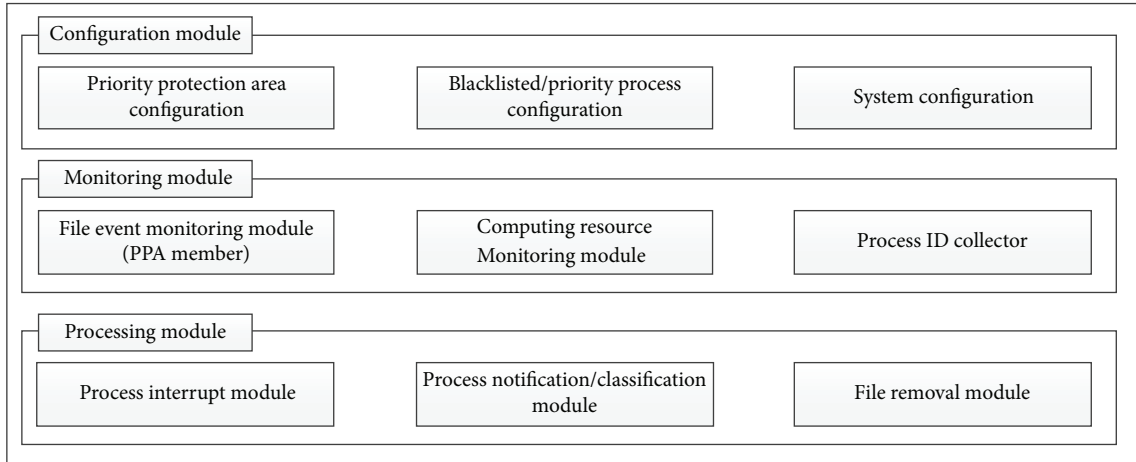 Configuration module
Priority protection area
configuration
Blacklisted/priority process
configuration
System configuration
Monitoring module
File event monitoring module
(PPA member)
Computing resource
Monitoring module
Process ID collector
Processing module
Process interrupt module
Process notification/classification
module
File removal module